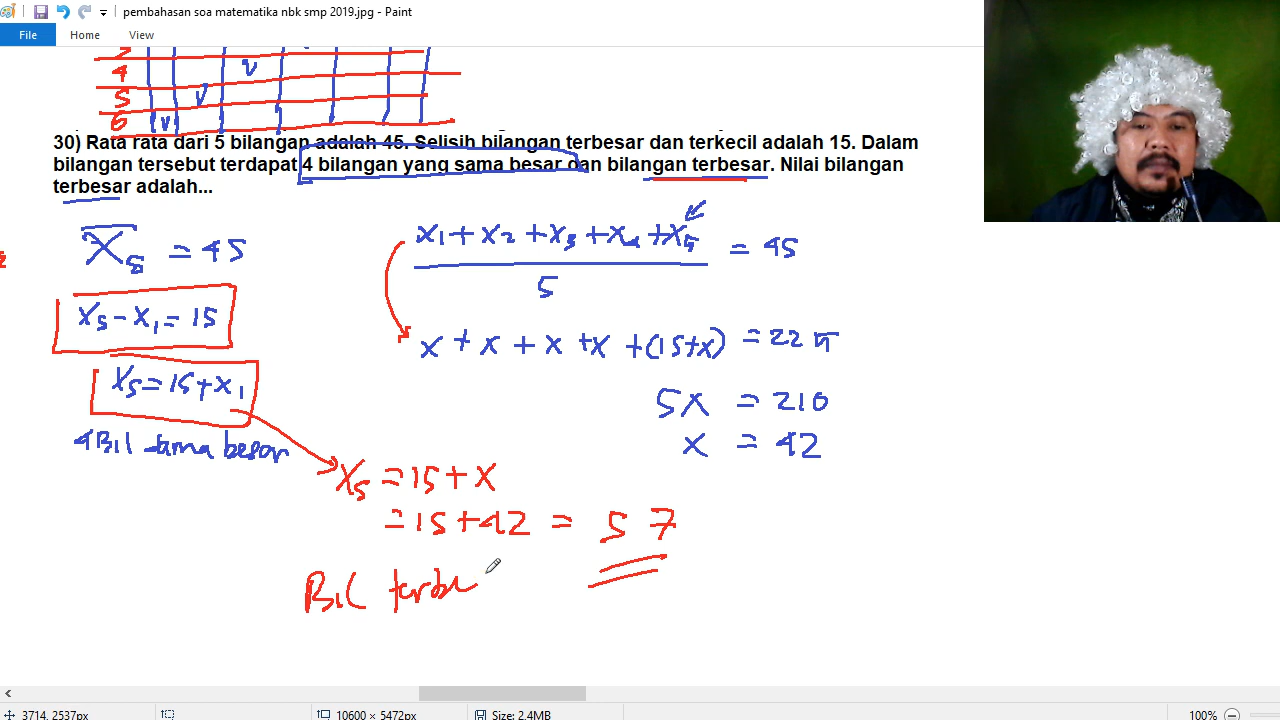 pembahasan soa matematika nbk smp 2019.jpg - Paint
File Home View
4
5
6
30) Rata rata dari 5 bilangan adalah 45. Selisih bilangan terbesar dan terkecil adalah 15. Dalam
bilangan tersebut terdapat 4 bilangan yang sama besar dan bilangan terbesar. Nilai bilangan
terbesar adalah...
X̅5 = 45
X5 - X1 = 15
X5 = 15 + X1
4 Bil sama besar
X1 + X2 + X3 + X4 + X5 = 45
5
X + X + X + X + (15 + X) = 225
5X = 210
X = 42
X5 = 15 + X
= 15 + 42 = 57
Bil terbe
3714, 2537px
10600 × 5472px
Size: 2.4MB
100%